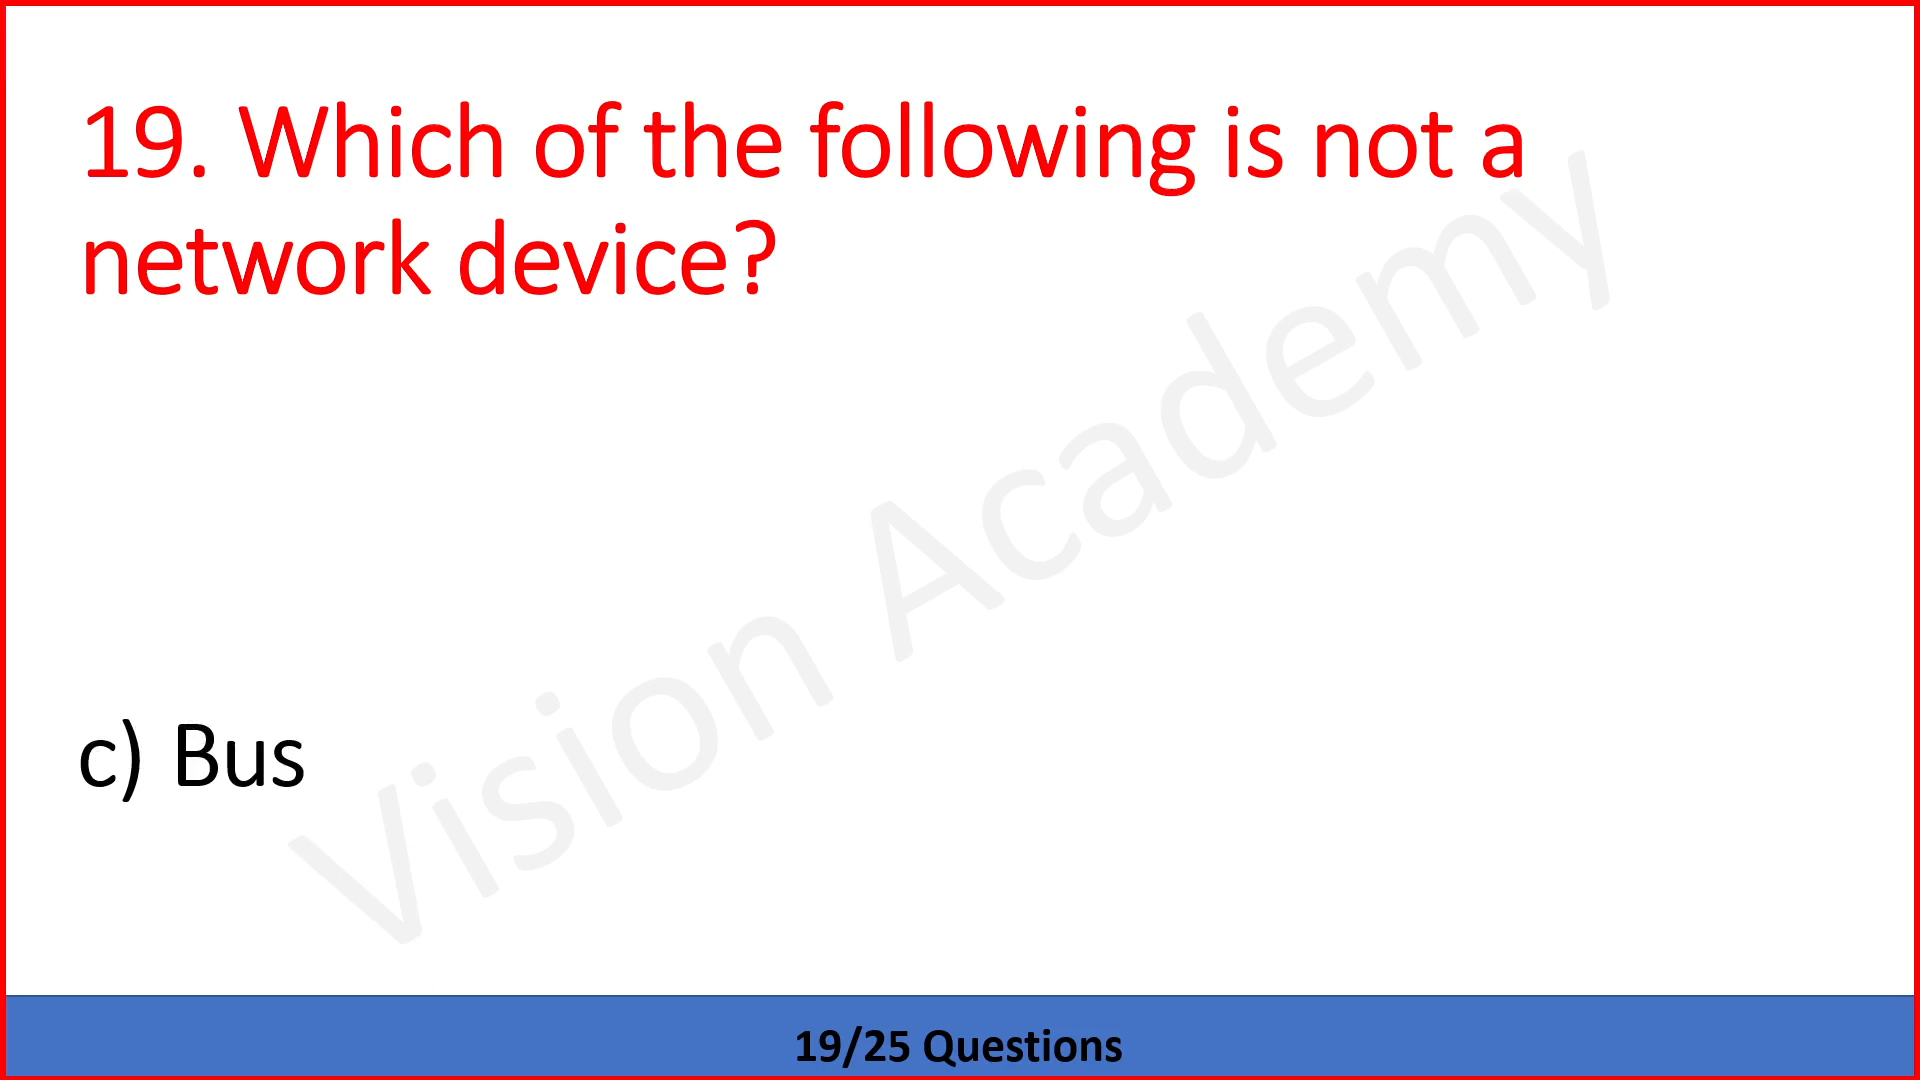 19. Which of the following is not a
network device?
Vision Academy
c) Bus
19/25 Questions